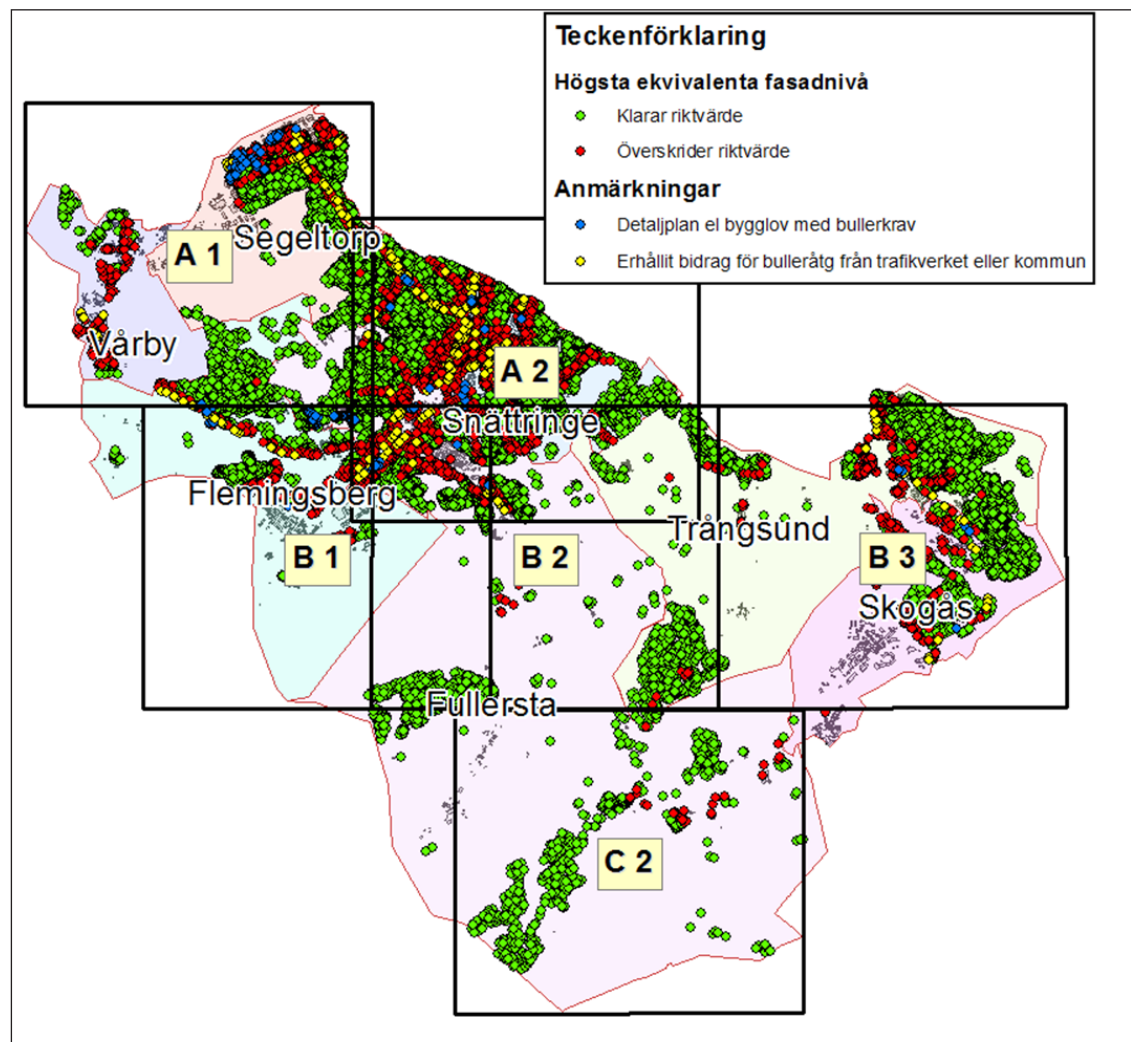 Teckenförklaring
Högsta ekvivalenta fasadnivå
Klarar riktvärde
Överskrider riktvärde
Anmärkningar
Detaljplan el bygglov med bullerkrav
Erhållit bidrag för bulleråtg från trafikverket eller kommun
Segeltorp
A 1
Vårby
A 2
Snättringe
Flemingsberg
Trångsund
B 1
B 2
B 3
Skogås
Fullersta
C 2